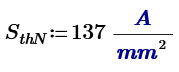 S_thN := 137 A/mm²